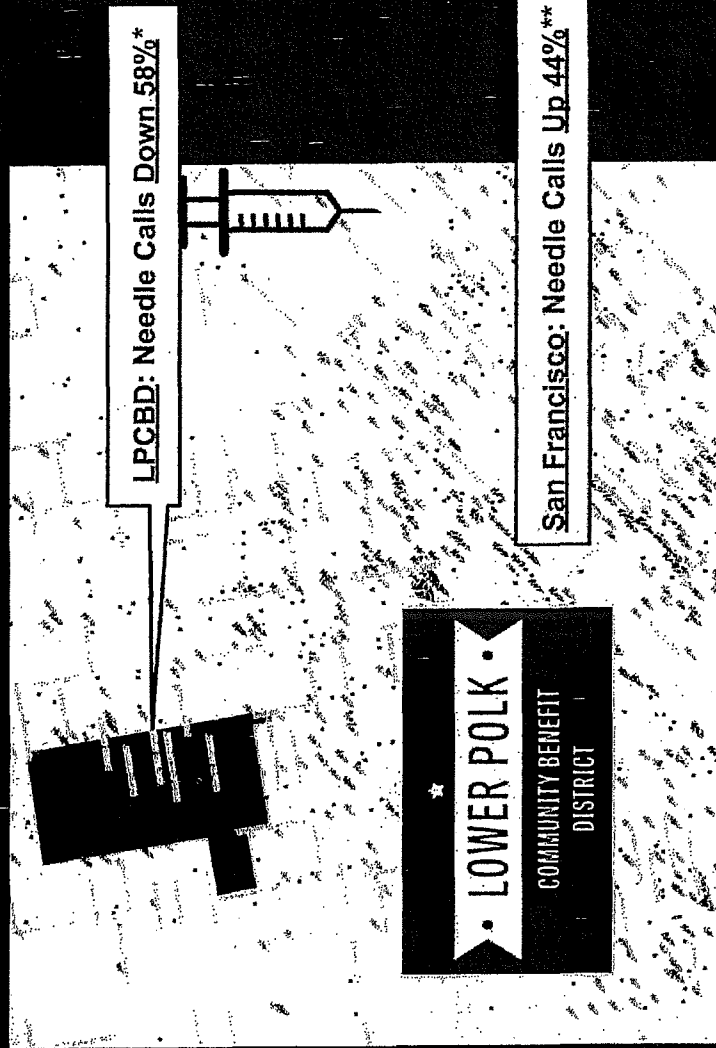 LPCBD: Needle Calls Down 58%*
San Francisco: Needle Calls Up 44%**
LOWER POLK
COMMUNITY BENEFIT
DISTRICT